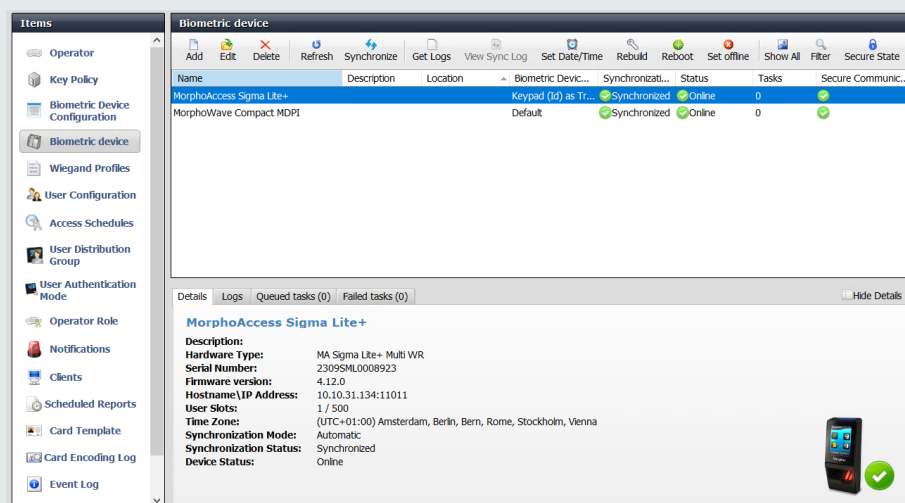 Items
Operator
Key Policy
Biometric Device
Configuration
Biometric device
Wiegand Profiles
User Configuration
Access Schedules
User Distribution
Group
User Authentication
Mode
Operator Role
Notifications
Clients
Scheduled Reports
Card Template
Card Encoding Log
Event Log
Biometric device
Add Edit Delete Refresh Synchronize Get Logs View Sync Log Set Date/Time Rebuild Reboot Set offline Show All Filter Secure State
Name Description Location Biometric Devic... Synchronizati... Status Tasks Secure Communic...
MorphoAccess Sigma Lite+ Keypad (Id) as Tr... Synchronized Online 0
MorphoWave Compact MDPI Default Synchronized Online 0
Details Logs Queued tasks (0) Failed tasks (0) Hide Details
MorphoAccess Sigma Lite+
Description:
Hardware Type: MA Sigma Lite+ Multi WR
Serial Number: 2309SML0008923
Firmware version: 4.12.0
Hostname\IP Address: 10.10.31.134:11011
User Slots: 1 / 500
Time Zone: (UTC+01:00) Amsterdam, Berlin, Bern, Rome, Stockholm, Vienna
Synchronization Mode: Automatic
Synchronization Status: Synchronized
Device Status: Online